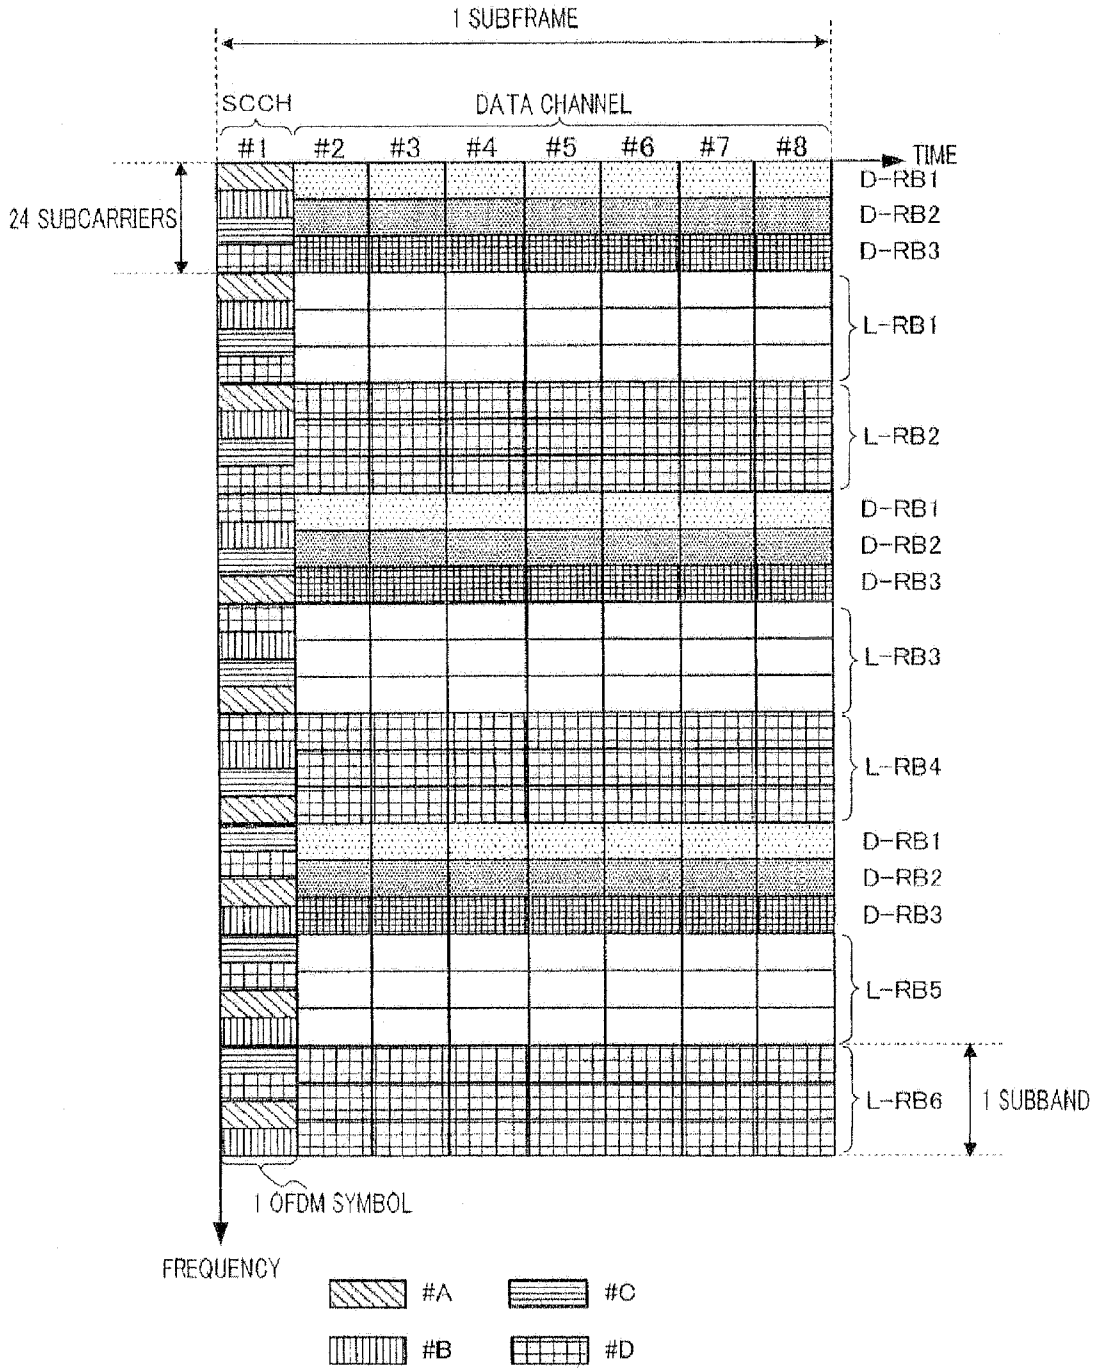 1 SUBFRAME
SCCH DATA CHANNEL
#1 #2 #3 #4 #5 #6 #7 #8 TIME
D-RB1
24 SUBCARRIERS D-RB2
D-RB3
L-RB1
L-RB2
D-RB1
D-RB2
D-RB3
L-RB3
L-RB4
D-RB1
D-RB2
D-RB3
L-RB5
L-RB6 1 SUBBAND
1 OFDM SYMBOL
FREQUENCY
#A #C
#B #D